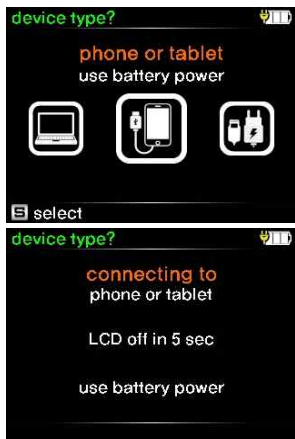 device type?
phone or tablet
use battery power
S select
device type?
connecting to
phone or tablet
LCD off in 5 sec
use battery power